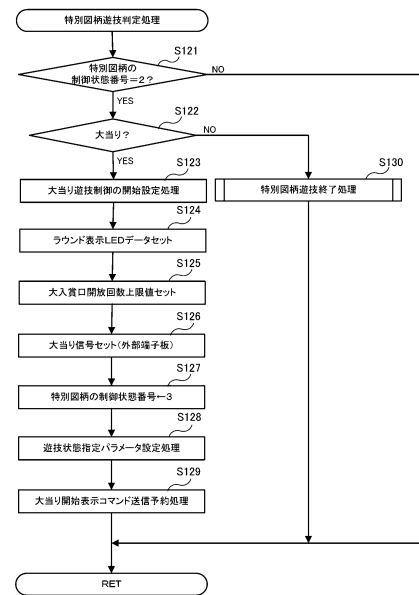 特別図柄遊技判定処理
S121
特別図柄の
制御状態番号=2?
NO
YES
S122
大当り?
NO
YES
S123
大当り遊技制御の開始設定処理
S130
特別図柄遊技終了処理
S124
ラウンド表示LEDデータセット
S125
大入賞口開放回数上限値セット
S126
大当り信号セット(外部端子板)
S127
特別図柄の制御状態番号←3
S128
遊技状態指定パラメータ設定処理
S129
大当り開始表示コマンド送信予約処理
RET